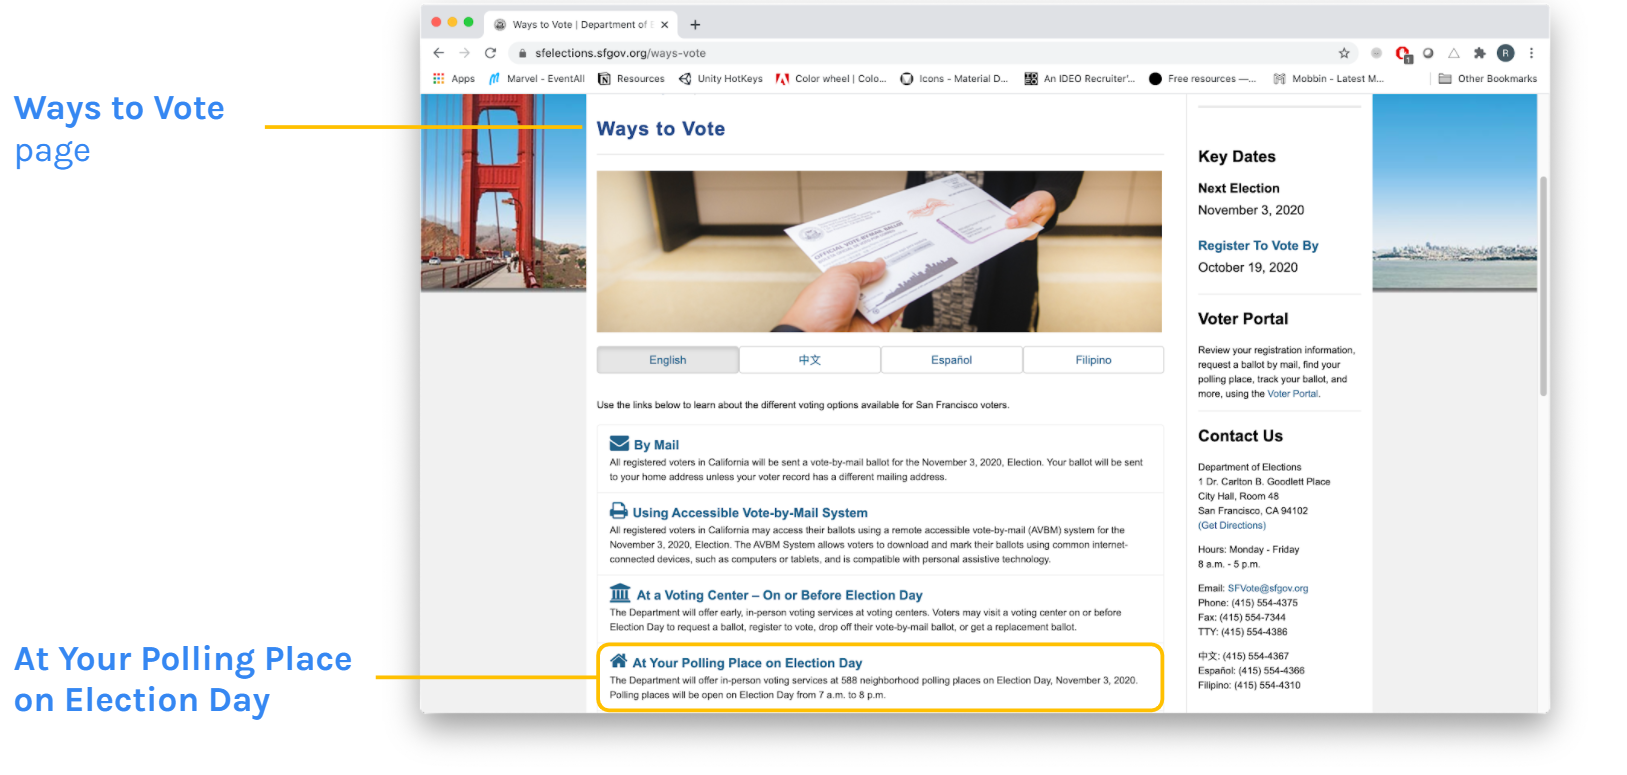 Ways to Vote
page
At Your Polling Place
on Election Day
Ways to Vote | Department of
sfelections.sfgov.org/ways-vote
R
1
Apps
Marvel - EventAll
Resources
Unity HotKeys
Color wheel | Colo...
Icons - Material D...
An IDEO Recruiter'...
Free resources —...
Mobbin - Latest M...
Other Bookmarks
Ways to Vote
OFFICIAL VOTE-BY-MAIL BALLOT
English
中文
Español
Filipino
Use the links below to learn about the different voting options available for San Francisco voters.
By Mail
All registered voters in California will be sent a vote-by-mail ballot for the November 3, 2020, Election. Your ballot will be sent
to your home address unless your voter record has a different mailing address.
Using Accessible Vote-by-Mail System
All registered voters in California may access their ballots using a remote accessible vote-by-mail (AVBM) system for the
November 3, 2020, Election. The AVBM System allows voters to download and mark their ballots using common internet-
connected devices, such as computers or tablets, and is compatible with personal assistive technology.
At a Voting Center – On or Before Election Day
The Department will offer early, in-person voting services at voting centers. Voters may visit a voting center on or before
Election Day to request a ballot, register to vote, drop off their vote-by-mail ballot, or get a replacement ballot.
At Your Polling Place on Election Day
The Department will offer in-person voting services at 588 neighborhood polling places on Election Day, November 3, 2020.
Polling places will be open on Election Day from 7 a.m. to 8 p.m.
Key Dates
Next Election
November 3, 2020
Register To Vote By
October 19, 2020
Voter Portal
Review your registration information,
request a ballot by mail, find your
polling place, track your ballot, and
more, using the Voter Portal.
Contact Us
Department of Elections
1 Dr. Carlton B. Goodlett Place
City Hall, Room 48
San Francisco, CA 94102
(Get Directions)
Hours: Monday - Friday
8 a.m. - 5 p.m.
Email: SFVote@sfgov.org
Phone: (415) 554-4375
Fax: (415) 554-7344
TTY: (415) 554-4386
中文: (415) 554-4367
Español: (415) 554-4366
Filipino: (415) 554-4310